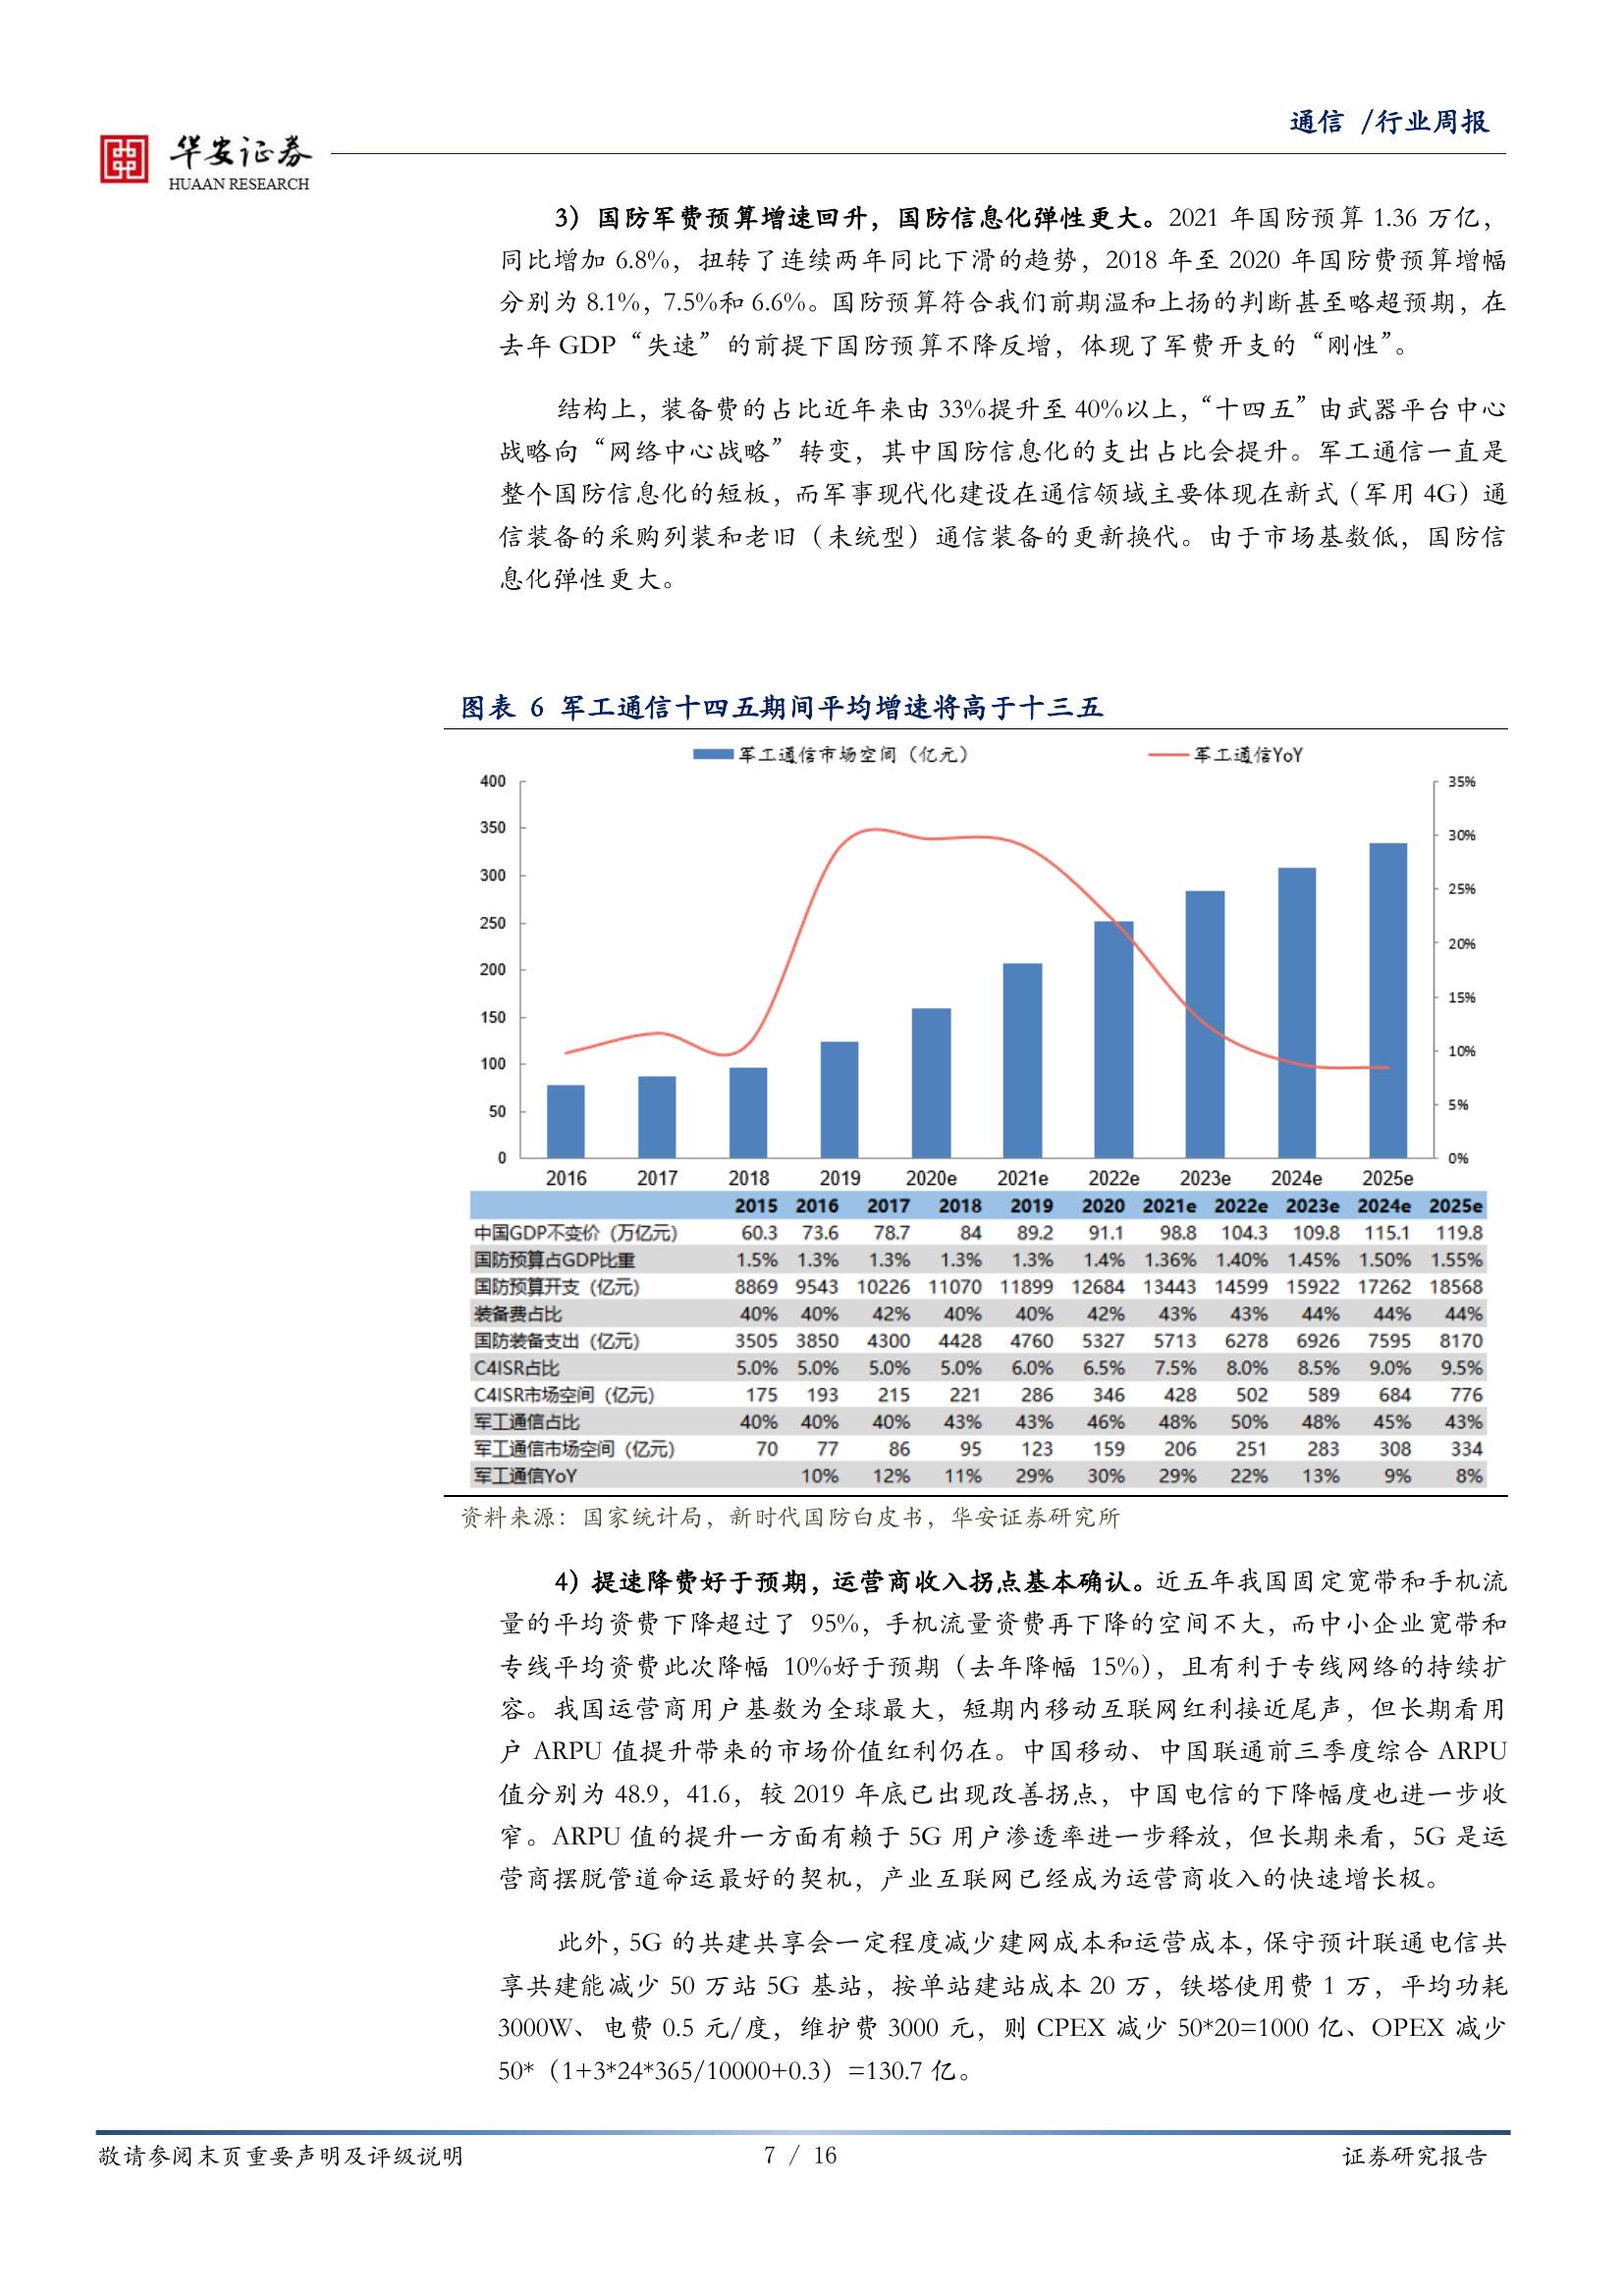 通信 /行业周报
华安证券
HUAAN RESEARCH
3）国防军费预算增速回升，国防信息化弹性更大。2021 年国防预算 1.36 万亿，
同比增加 6.8%，扭转了连续两年同比下滑的趋势，2018 年至 2020 年国防费预算增幅
分别为 8.1%，7.5%和 6.6%。国防预算符合我们前期温和上扬的判断甚至略超预期，在
去年 GDP“失速”的前提下国防预算不降反增，体现了军费开支的“刚性”。
结构上，装备费的占比近年来由 33%提升至 40%以上，“十四五”由武器平台中心
战略向“网络中心战略”转变，其中国防信息化的支出占比会提升。军工通信一直是
整个国防信息化的短板，而军事现代化建设在通信领域主要体现在新式（军用 4G）通
信装备的采购列装和老旧（未统型）通信装备的更新换代。由于市场基数低，国防信
息化弹性更大。
图表 6 军工通信十四五期间平均增速将高于十三五
军工通信市场空间（亿元） 军工通信YoY
400 35%
350 30%
300 25%
250 20%
200 15%
150 10%
100 5%
50 0%
0
2016 2017 2018 2019 2020e 2021e 2022e 2023e 2024e 2025e
2015 2016 2017 2018 2019 2020 2021e 2022e 2023e 2024e 2025e
中国GDP不变价（万亿元） 60.3 73.6 78.7 84 89.2 91.1 98.8 104.3 109.8 115.1 119.8
国防预算占GDP比重 1.5% 1.3% 1.3% 1.3% 1.3% 1.4% 1.36% 1.40% 1.45% 1.50% 1.55%
国防预算开支（亿元） 8869 9543 10226 11070 11899 12684 13443 14599 15922 17262 18568
装备费占比 40% 40% 42% 40% 40% 42% 43% 43% 44% 44% 44%
国防装备支出（亿元） 3505 3850 4300 4428 4760 5327 5713 6278 6926 7595 8170
C4ISR占比 5.0% 5.0% 5.0% 5.0% 6.0% 6.5% 7.5% 8.0% 8.5% 9.0% 9.5%
C4ISR市场空间（亿元） 175 193 215 221 286 346 428 502 589 684 776
军工通信占比 40% 40% 40% 43% 43% 46% 48% 50% 48% 45% 43%
军工通信市场空间（亿元） 70 77 86 95 123 159 206 251 283 308 334
军工通信YoY 10% 12% 11% 29% 30% 29% 22% 13% 9% 8%
资料来源：国家统计局，新时代国防白皮书，华安证券研究所
4）提速降费好于预期，运营商收入拐点基本确认。近五年我国固定宽带和手机流
量的平均资费下降超过了 95%，手机流量资费再下降的空间不大，而中小企业宽带和
专线平均资费此次降幅 10%好于预期（去年降幅 15%），且有利于专线网络的持续扩
容。我国运营商用户基数为全球最大，短期内移动互联网红利接近尾声，但长期看用
户 ARPU 值提升带来的市场价值红利仍在。中国移动、中国联通前三季度综合 ARPU
值分别为 48.9，41.6，较 2019 年底已出现改善拐点，中国电信的下降幅度也进一步收
窄。ARPU 值的提升一方面有赖于 5G 用户渗透率进一步释放，但长期来看，5G 是运
营商摆脱管道命运最好的契机，产业互联网已经成为运营商收入的快速增长极。
此外，5G 的共建共享会一定程度减少建网成本和运营成本，保守预计联通电信共
享共建能减少 50 万站 5G 基站，按单站建站成本 20 万，铁塔使用费 1 万，平均功耗
3000W、电费 0.5 元/度，维护费 3000 元，则 CPEX 减少 50*20=1000 亿、OPEX 减少
50*（1+3*24*365/10000+0.3）=130.7 亿。
敬请参阅末页重要声明及评级说明 7 / 16 证券研究报告